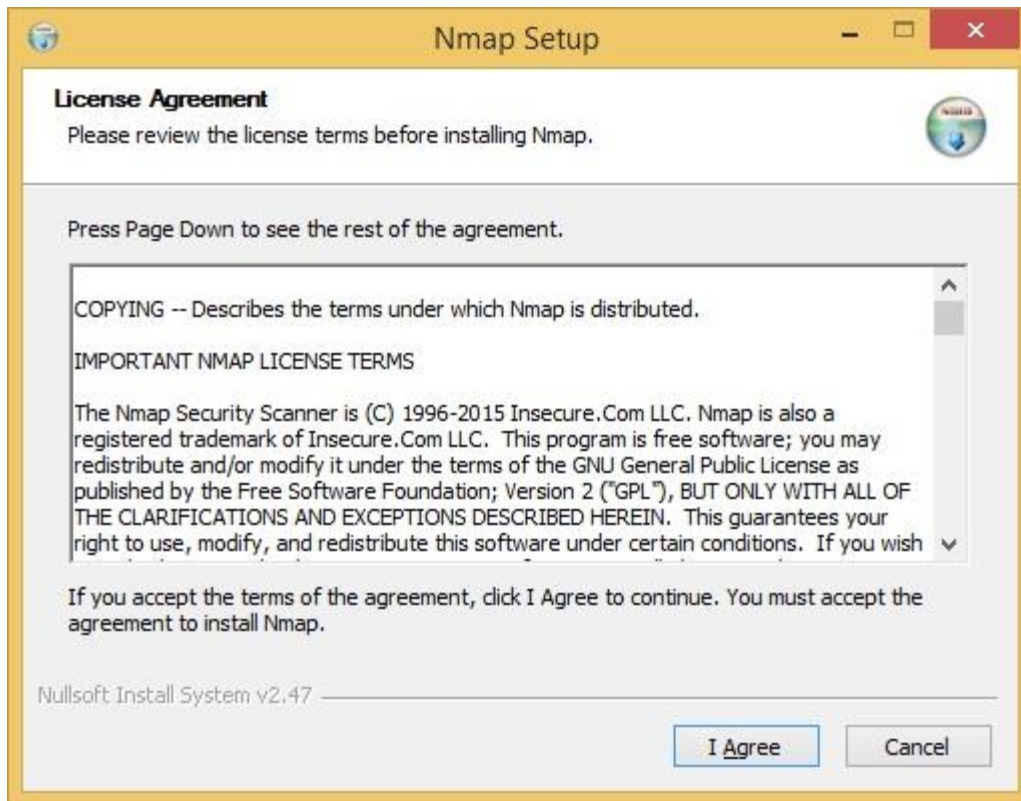 Nmap Setup
License Agreement
Please review the license terms before installing Nmap.
Press Page Down to see the rest of the agreement.
COPYING -- Describes the terms under which Nmap is distributed.
IMPORTANT NMAP LICENSE TERMS
The Nmap Security Scanner is (C) 1996-2015 Insecure.Com LLC. Nmap is also a
registered trademark of Insecure.Com LLC.  This program is free software; you may
redistribute and/or modify it under the terms of the GNU General Public License as
published by the Free Software Foundation; Version 2 ("GPL"), BUT ONLY WITH ALL OF
THE CLARIFICATIONS AND EXCEPTIONS DESCRIBED HEREIN.  This guarantees your
right to use, modify, and redistribute this software under certain conditions.  If you wish
If you accept the terms of the agreement, click I Agree to continue. You must accept the
agreement to install Nmap.
Nullsoft Install System v2.47
I Agree
Cancel